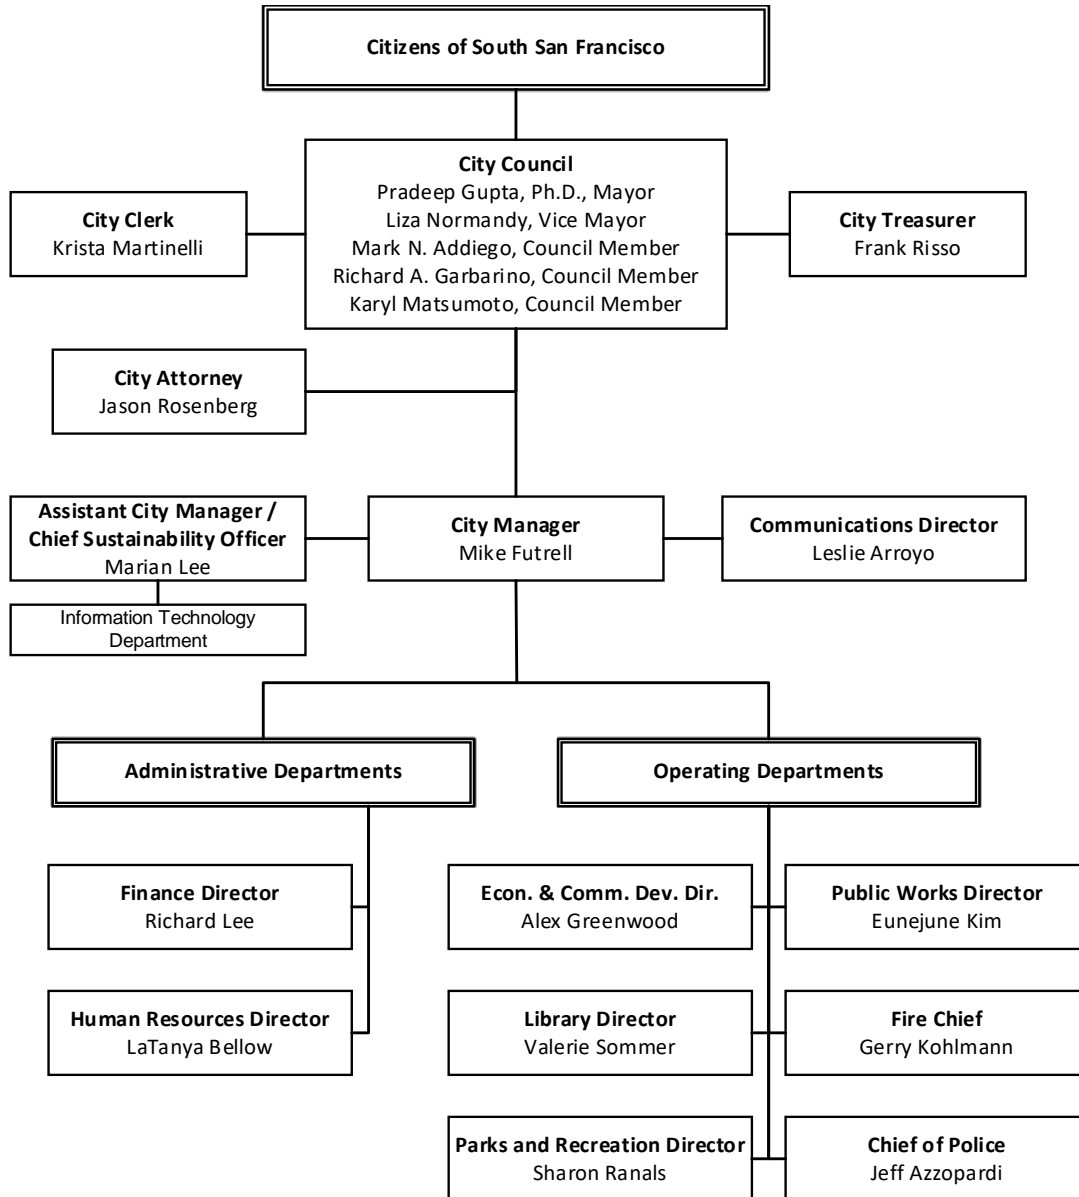 Citizens of South San Francisco
City Council
Pradeep Gupta, Ph.D., Mayor
Liza Normandy, Vice Mayor
Mark N. Addiego, Council Member
Richard A. Garbarino, Council Member
Karyl Matsumoto, Council Member
City Clerk
Krista Martinelli
City Treasurer
Frank Risso
City Attorney
Jason Rosenberg
Assistant City Manager /
Chief Sustainability Officer
Marian Lee
City Manager
Mike Futrell
Communications Director
Leslie Arroyo
Information Technology
Department
Administrative Departments
Operating Departments
Finance Director
Richard Lee
Econ. & Comm. Dev. Dir.
Alex Greenwood
Public Works Director
Eunejune Kim
Human Resources Director
LaTanya Bellow
Library Director
Valerie Sommer
Fire Chief
Gerry Kohlmann
Parks and Recreation Director
Sharon Ranals
Chief of Police
Jeff Azzopardi